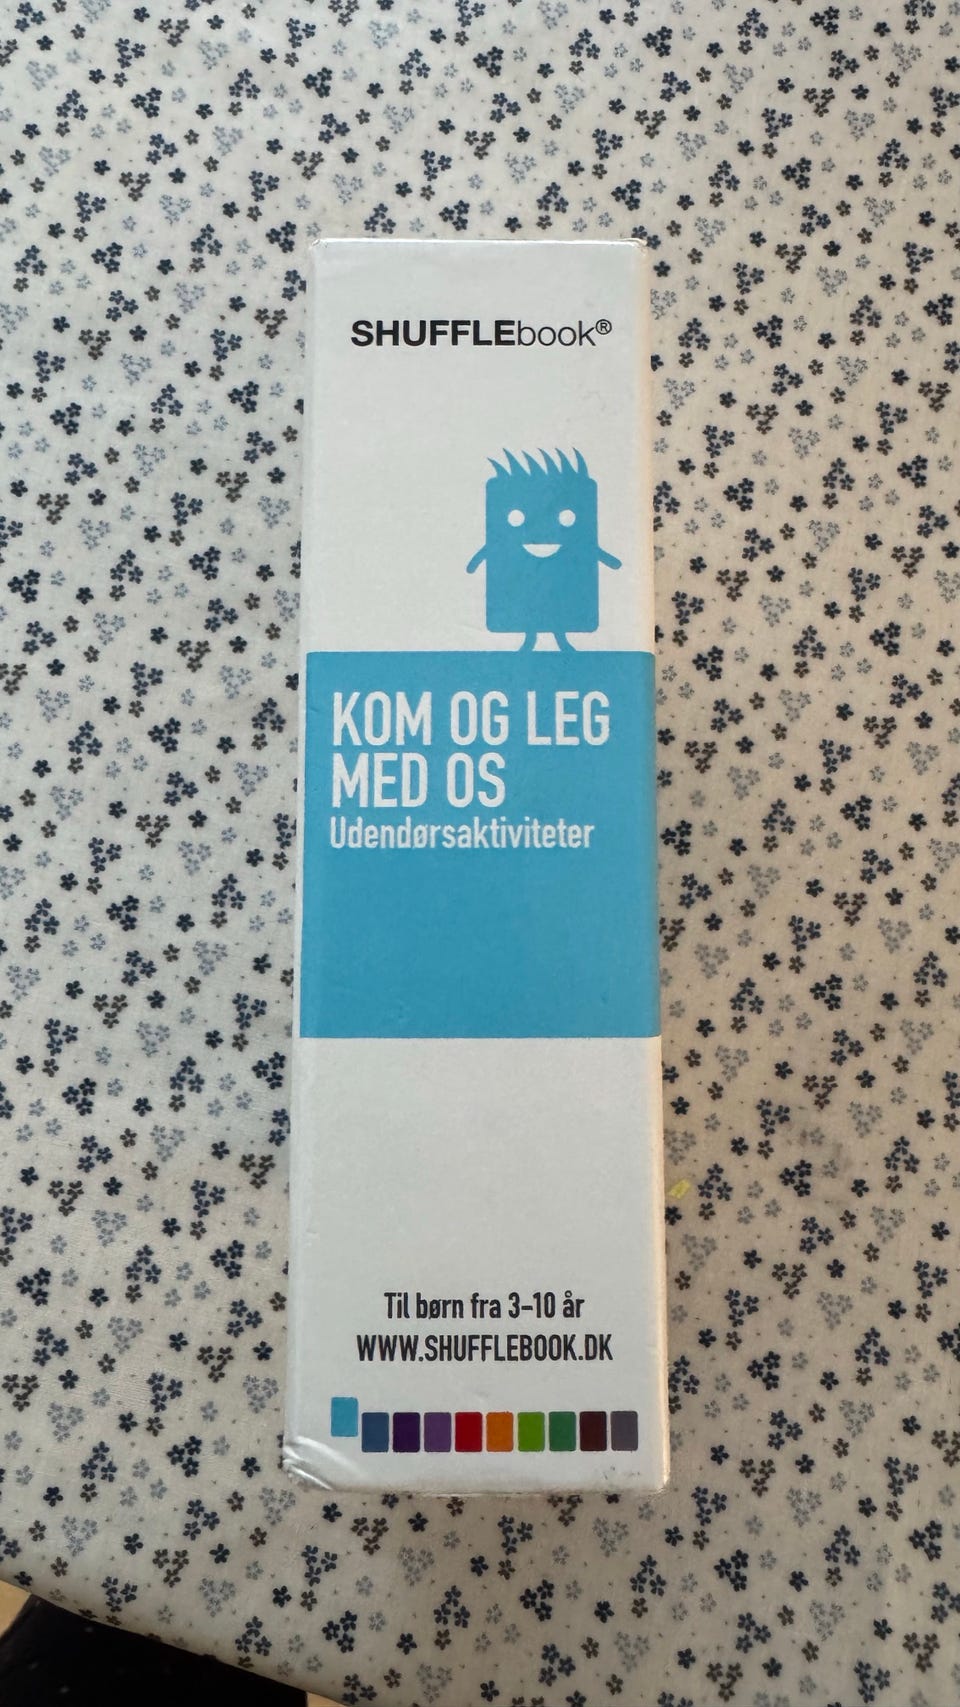 SHUFFLEbook®
KOM OG LEG
MED OS
Udendørsaktiviteter
Til børn fra 3-10 år
WWW.SHUFFLEBOOK.DK